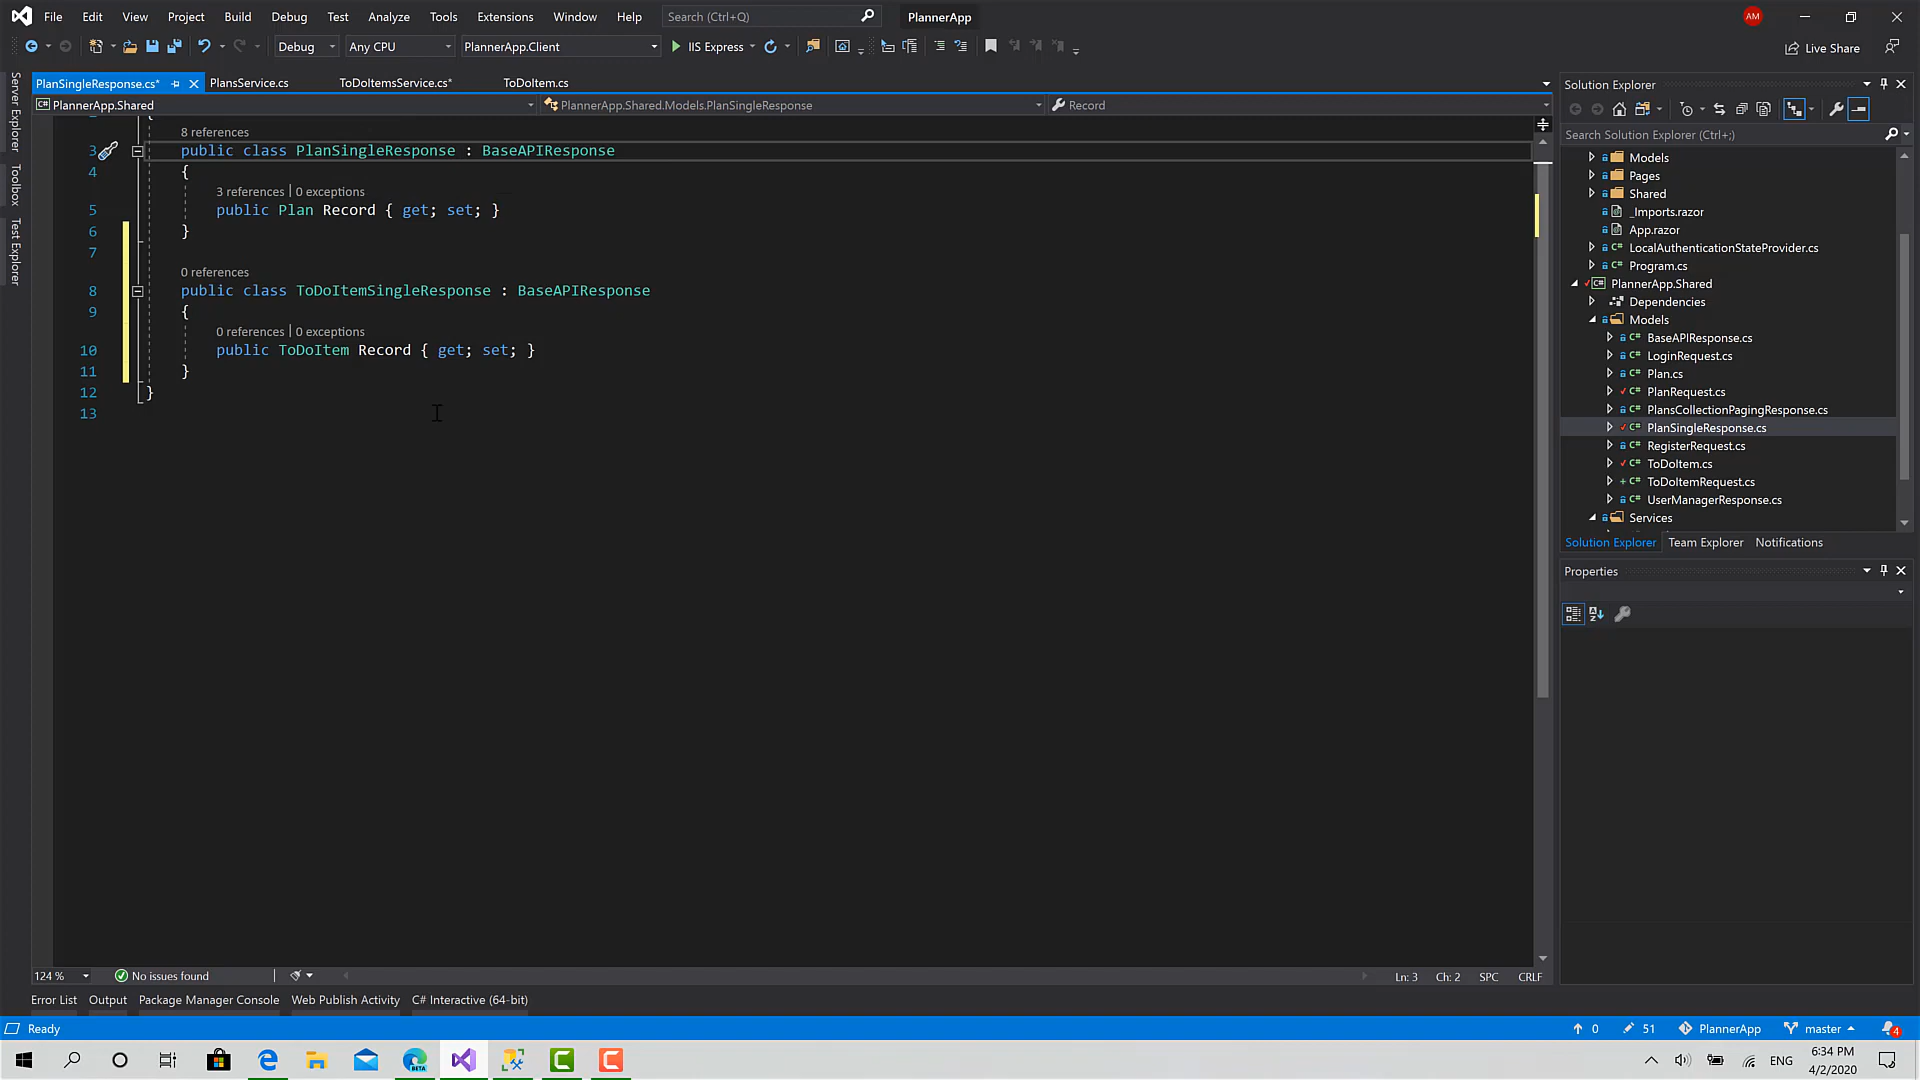 File Edit View Project Build Debug Test Analyze Tools Extensions Window Help Search (Ctrl+Q) PlannerApp AM
Debug Any CPU PlannerApp.Client IIS Express Live Share
PlanSingleResponse.cs* PlansService.cs ToDoItemsService.cs* ToDoItem.cs
PlannerApp.Shared PlannerApp.Shared.Models.PlanSingleResponse Record
Server Explorer
Toolbox
Test Explorer
8 references
3 public class PlanSingleResponse : BaseAPIResponse
4 {
3 references | 0 exceptions
5 public Plan Record { get; set; }
6 }
7
0 references
8 public class ToDoItemSingleResponse : BaseAPIResponse
9 {
0 references | 0 exceptions
10 public ToDoItem Record { get; set; }
11 }
12 }
13
Solution Explorer
Search Solution Explorer (Ctrl+;)
Models
Pages
Shared
_Imports.razor
App.razor
C# LocalAuthenticationStateProvider.cs
C# Program.cs
C# PlannerApp.Shared
Dependencies
Models
C# BaseAPIResponse.cs
C# LoginRequest.cs
C# Plan.cs
C# PlanRequest.cs
C# PlansCollectionPagingResponse.cs
C# PlanSingleResponse.cs
C# RegisterRequest.cs
C# ToDoItem.cs
C# ToDoItemRequest.cs
C# UserManagerResponse.cs
Services
Solution Explorer Team Explorer Notifications
Properties
124 % No issues found Ln: 3 Ch: 2 SPC CRLF
Error List Output Package Manager Console Web Publish Activity C# Interactive (64-bit)
Ready 0 51 PlannerApp master 4
BETA
ENG
6:34 PM
4/2/2020